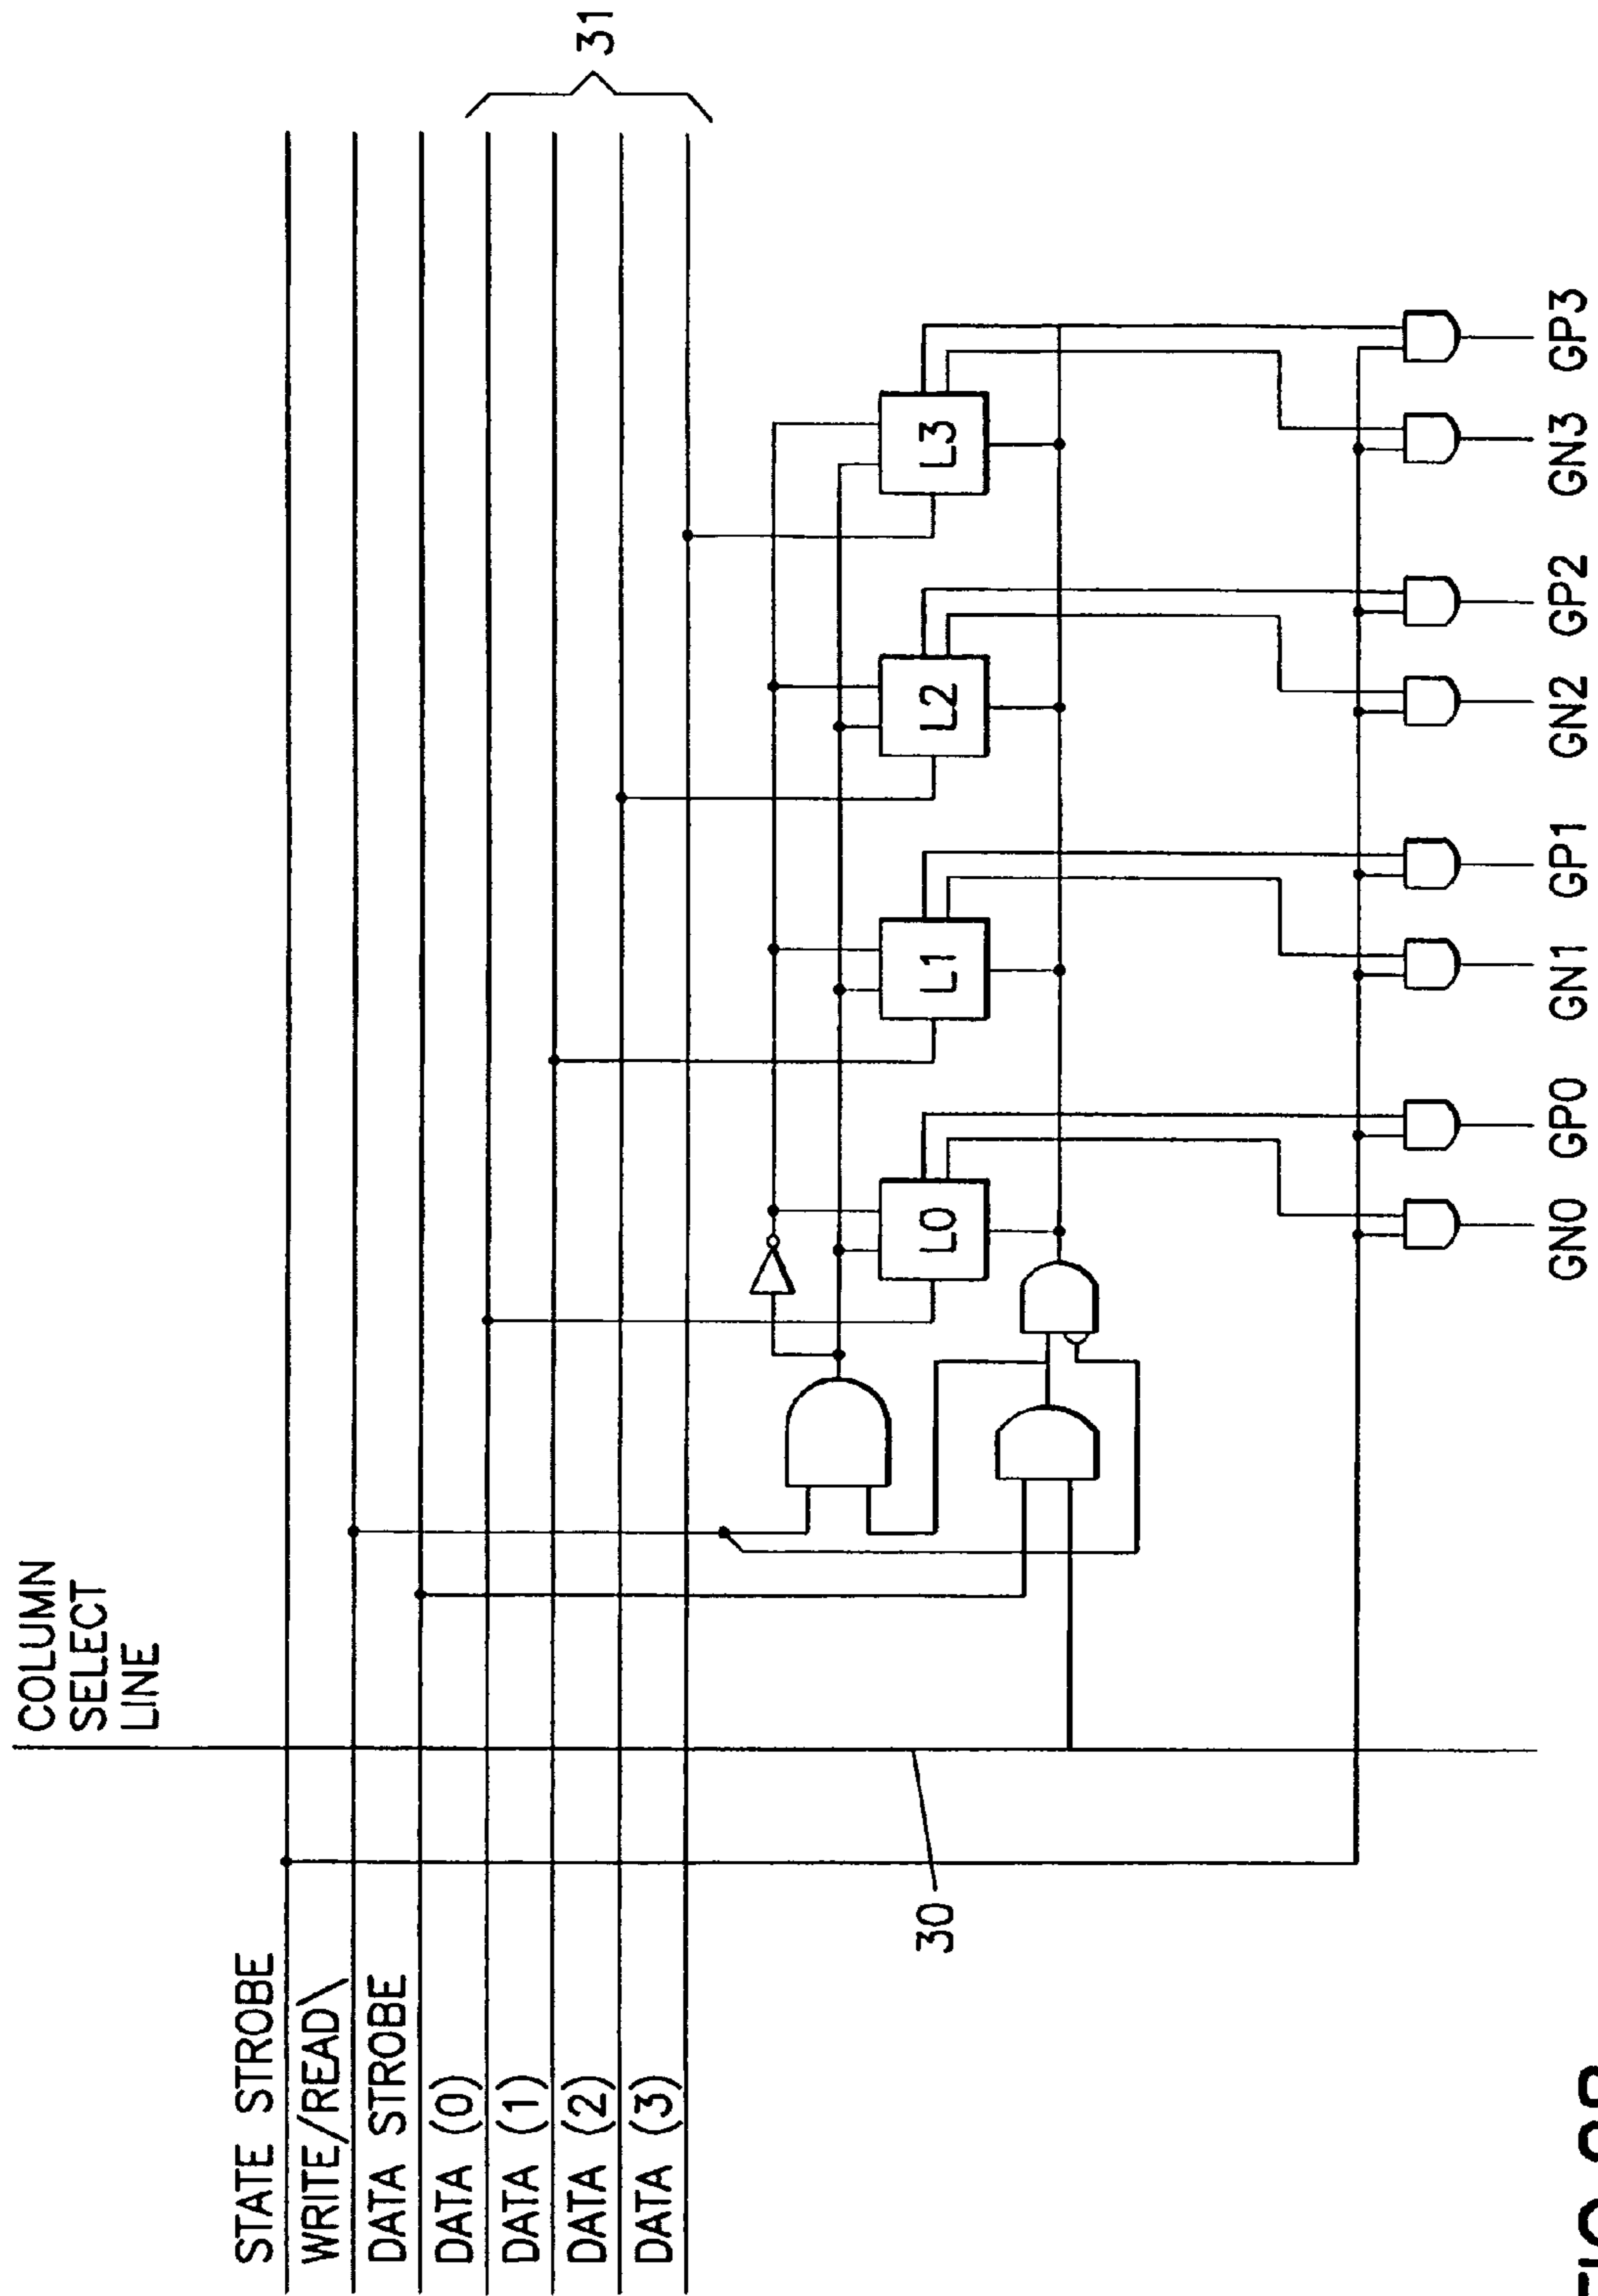 COLUMN
SELECT
LINE
STATE STROBE
WRITE/READ\
DATA STROBE
DATA (0)
DATA (1)
DATA (2)
DATA (3)
31
30
L0
L1
L2
L3
GN0
GP0
GN1
GP1
GN2
GP2
GN3
GP3